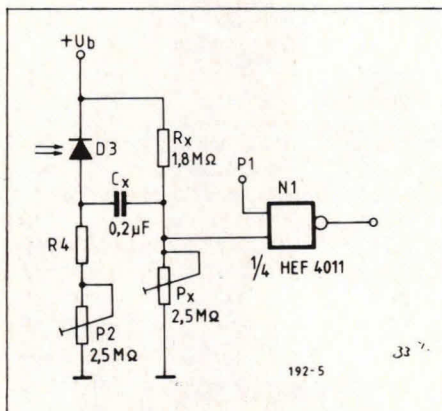 +Ub
D3
Rx
1,8MΩ
P1
N1
Cx
0,2µF
R4
1/4 HEF 4011
Px
2,5MΩ
P2
2,5MΩ
192-5
33